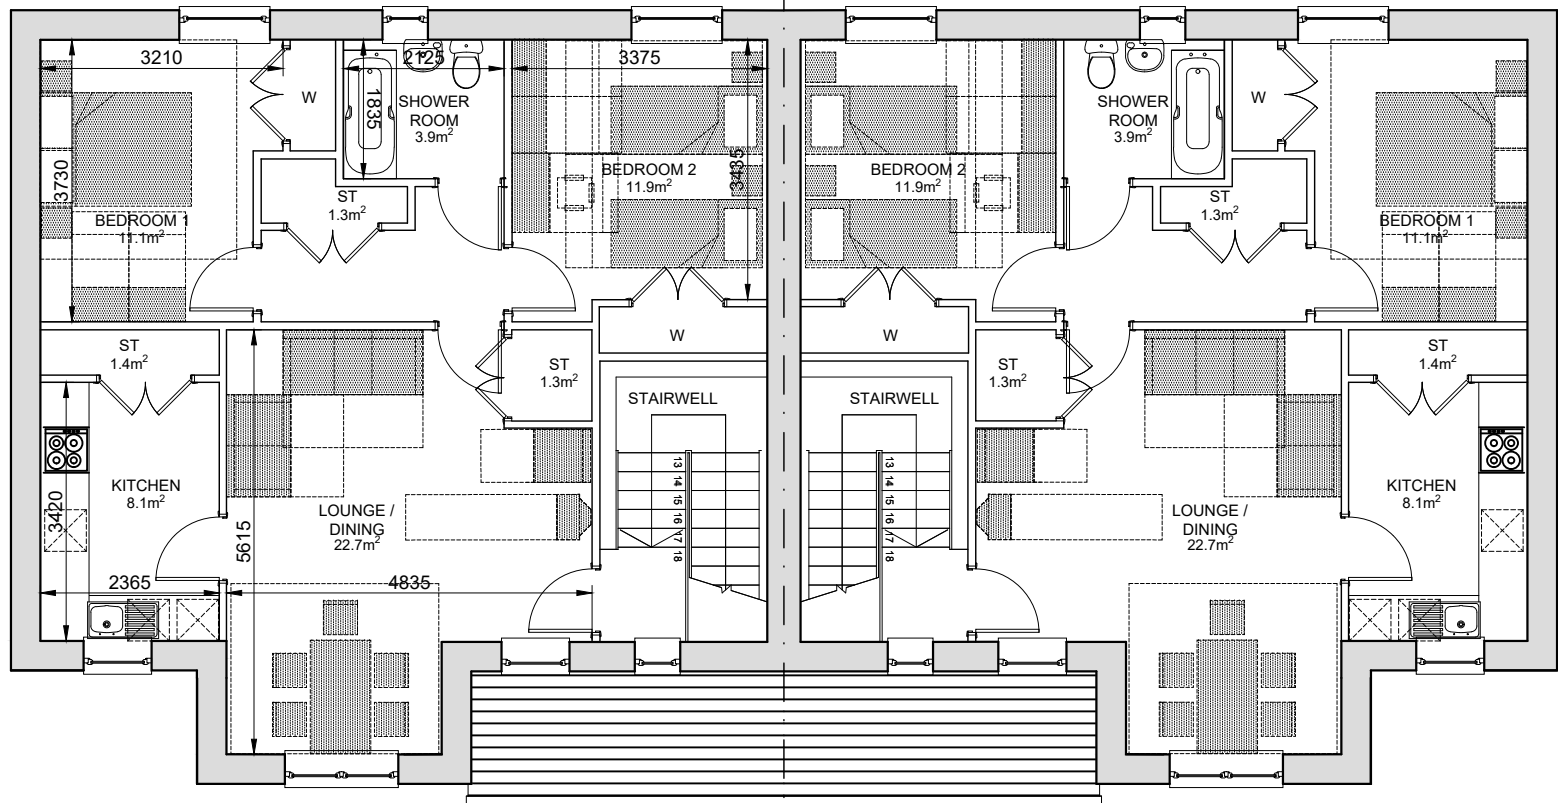 3210
2125
3375
W
SHOWER
ROOM
3.9m²
1835
3730
BEDROOM 2
11.9m²
3435
ST
1.3m²
BEDROOM 1
11.1m²
W
ST
1.4m²
ST
1.3m²
STAIRWELL
KITCHEN
8.1m²
3420
LOUNGE /
DINING
22.7m²
5615
2365
4835
13
14
15
16
17
18
BEDROOM 2
11.9m²
SHOWER
ROOM
3.9m²
W
ST
1.3m²
BEDROOM 1
11.1m²
W
ST
1.3m²
ST
1.4m²
STAIRWELL
13
14
15
16
17
18
LOUNGE /
DINING
22.7m²
KITCHEN
8.1m²